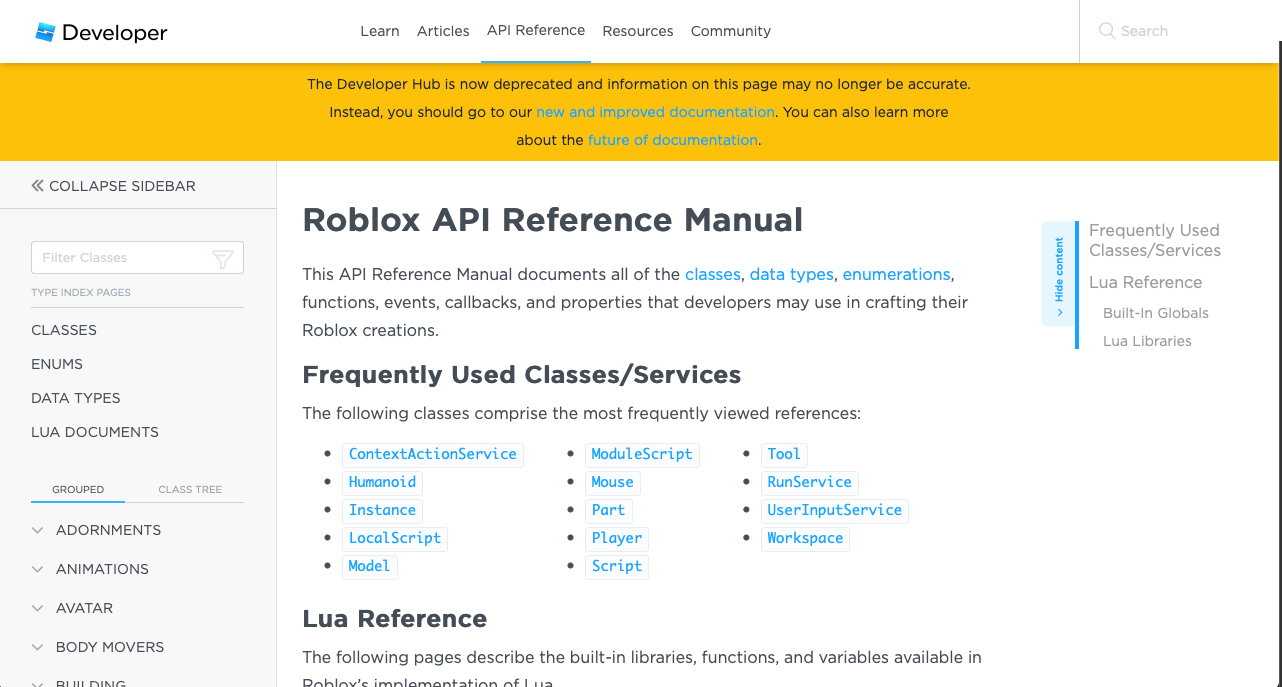 Developer
Learn
Articles
API Reference
Resources
Community
Search
The Developer Hub is now deprecated and information on this page may no longer be accurate.
Instead, you should go to our new and improved documentation. You can also learn more
about the future of documentation.
COLLAPSE SIDEBAR
Filter Classes
TYPE INDEX PAGES
CLASSES
ENUMS
DATA TYPES
LUA DOCUMENTS
GROUPED
CLASS TREE
ADORNMENTS
ANIMATIONS
AVATAR
BODY MOVERS
BUILDING
Roblox API Reference Manual
This API Reference Manual documents all of the classes, data types, enumerations,
functions, events, callbacks, and properties that developers may use in crafting their
Roblox creations.
Frequently Used Classes/Services
The following classes comprise the most frequently viewed references:
ContextActionService
Humanoid
Instance
LocalScript
Model
ModuleScript
Mouse
Part
Player
Script
Tool
RunService
UserInputService
Workspace
Lua Reference
The following pages describe the built-in libraries, functions, and variables available in
Roblox's implementation of Lua.
Hide content
Frequently Used
Classes/Services
Lua Reference
Built-In Globals
Lua Libraries